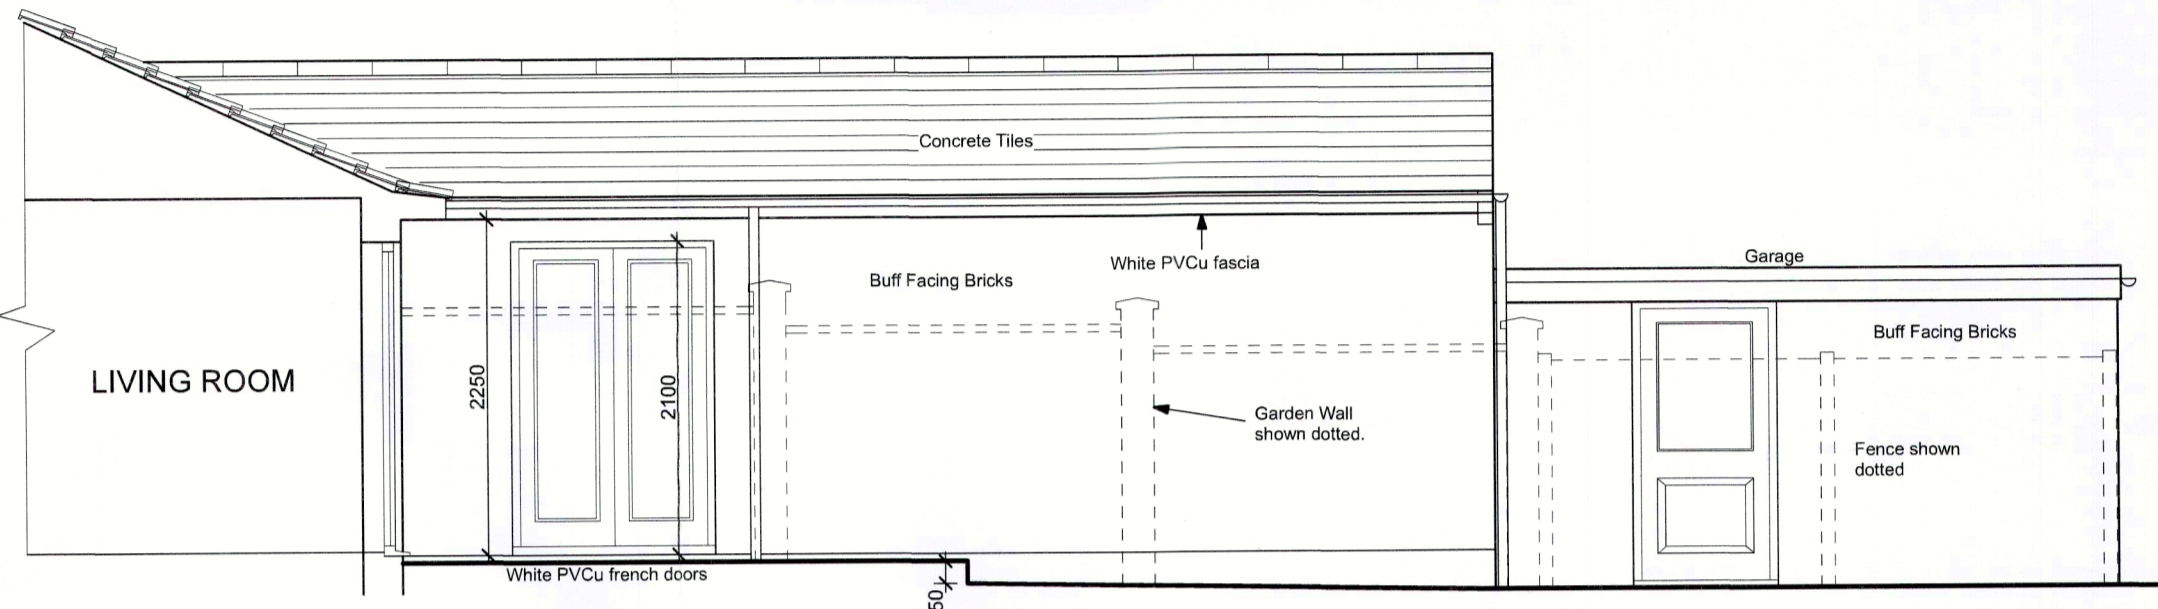 Concrete Tiles
Garage
White PVCu fascia
Buff Facing Bricks
Buff Facing Bricks
LIVING ROOM
2250
2100
Garden Wall
shown dotted.
Fence shown
dotted
White PVCu french doors